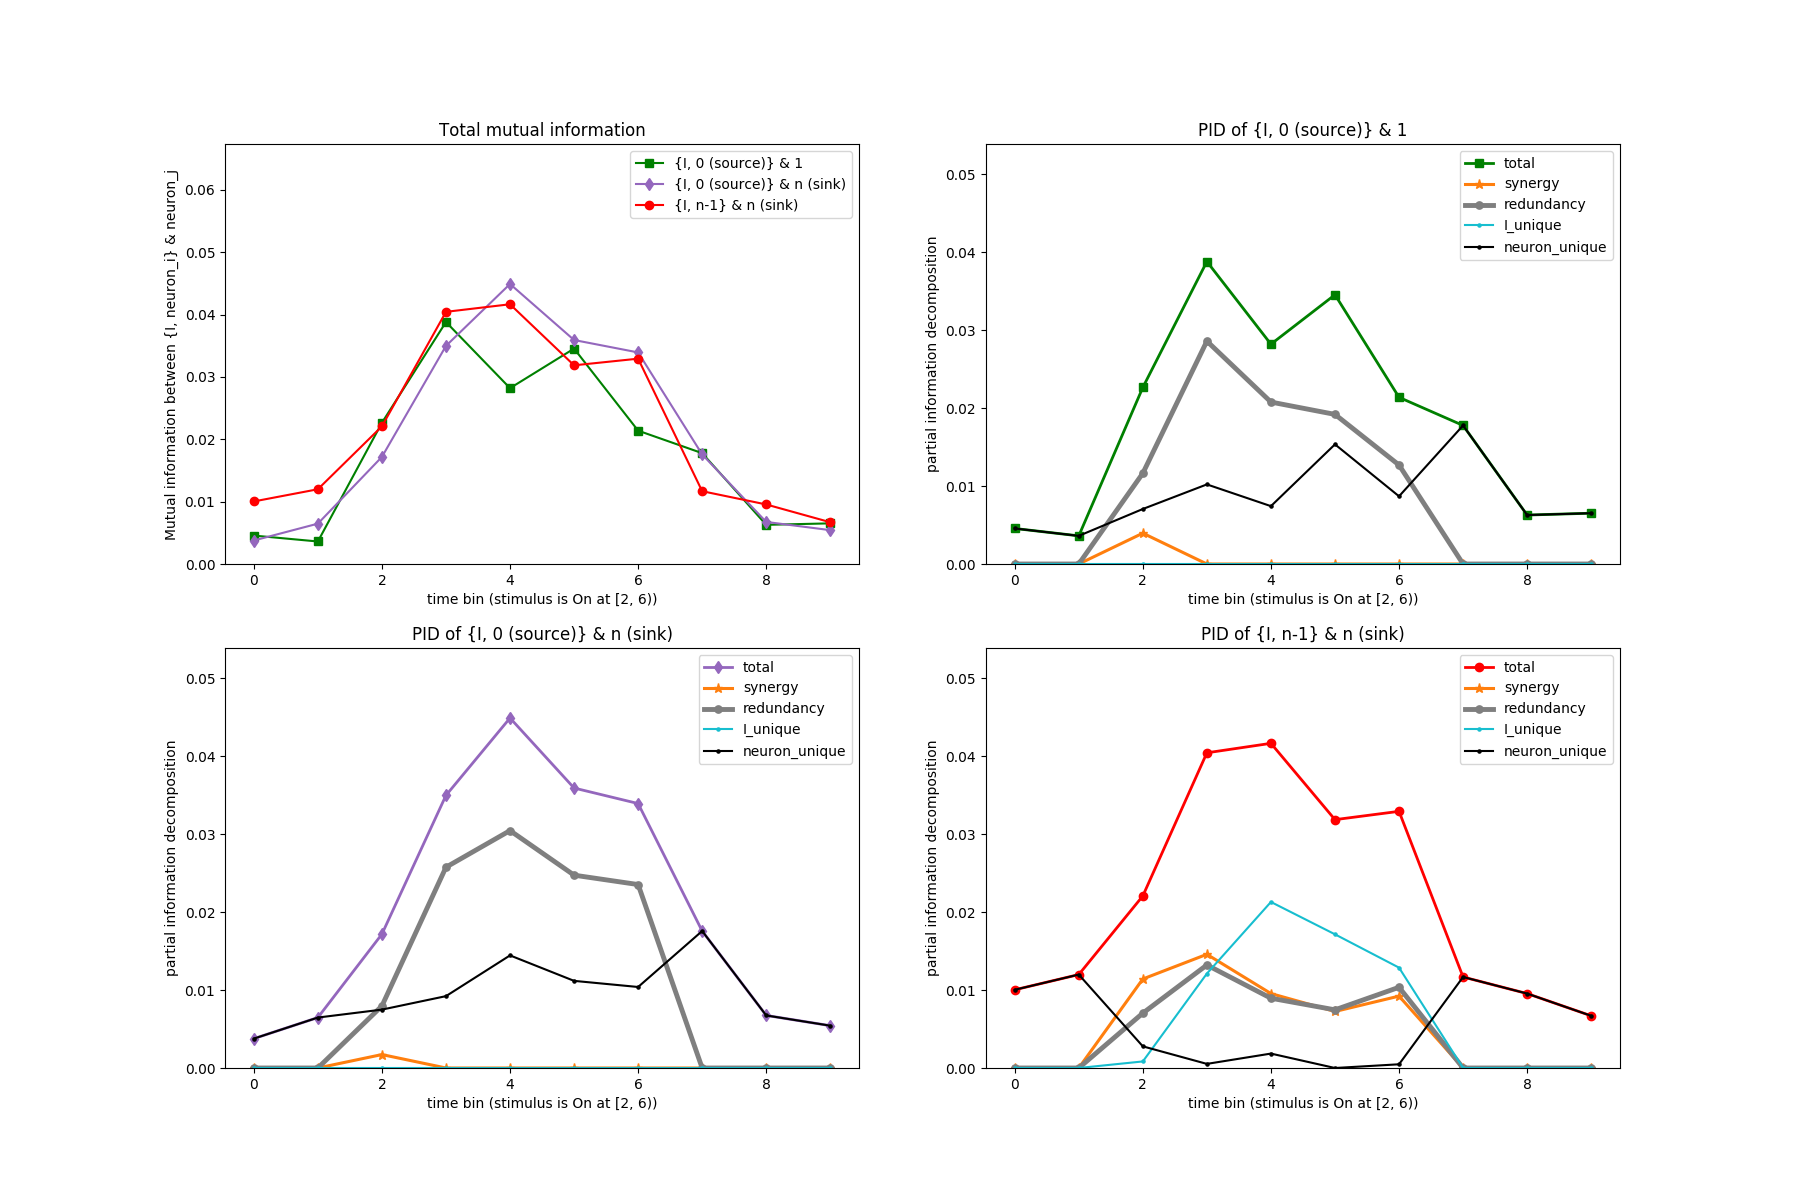 Total mutual information
Mutual information between {I, neuron_i} & neuron_j
0.06
0.05
0.04
0.03
0.02
0.01
0.00
{I, 0 (source)} & 1
{I, 0 (source)} & n (sink)
{I, n-1} & n (sink)
0 2 4 6 8
time bin (stimulus is On at [2, 6))
PID of {I, 0 (source)} & 1
partial information decomposition
0.05
0.04
0.03
0.02
0.01
0.00
total
synergy
redundancy
I_unique
neuron_unique
0 2 4 6 8
time bin (stimulus is On at [2, 6))
PID of {I, 0 (source)} & n (sink)
partial information decomposition
0.05
0.04
0.03
0.02
0.01
0.00
total
synergy
redundancy
I_unique
neuron_unique
0 2 4 6 8
time bin (stimulus is On at [2, 6))
PID of {I, n-1} & n (sink)
partial information decomposition
0.05
0.04
0.03
0.02
0.01
0.00
total
synergy
redundancy
I_unique
neuron_unique
0 2 4 6 8
time bin (stimulus is On at [2, 6))